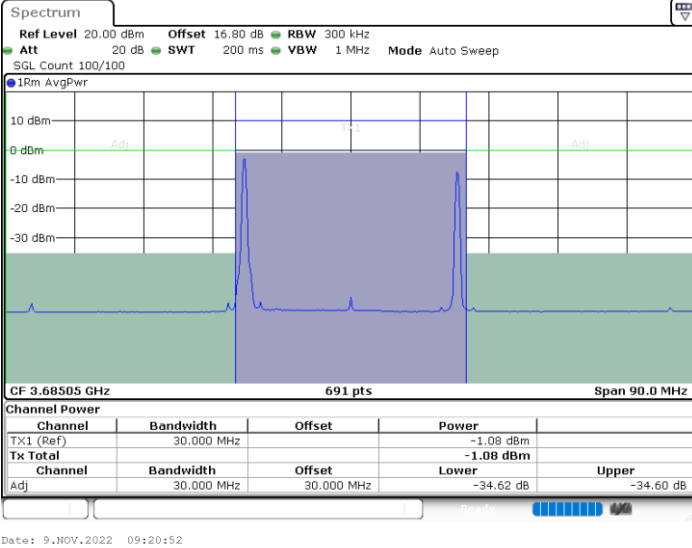 Spectrum
Ref Level 20.00 dBm Offset 16.80 dB RBW 300 kHz
Att 20 dB SWT 200 ms VBW 1 MHz Mode Auto Sweep
SGL Count 100/100
1Rm AvgPwr
10 dBm
TX1
Adj Adj
0 dBm
-10 dBm
-20 dBm
-30 dBm
CF 3.68505 GHz 691 pts Span 90.0 MHz
Channel Power
Channel Bandwidth Offset Power
TX1 (Ref) 30.000 MHz -1.08 dBm
Tx Total -1.08 dBm
Channel Bandwidth Offset Lower Upper
Adj 30.000 MHz 30.000 MHz -34.62 dB -34.60 dB
Ready
Date: 9.NOV.2022 09:20:52